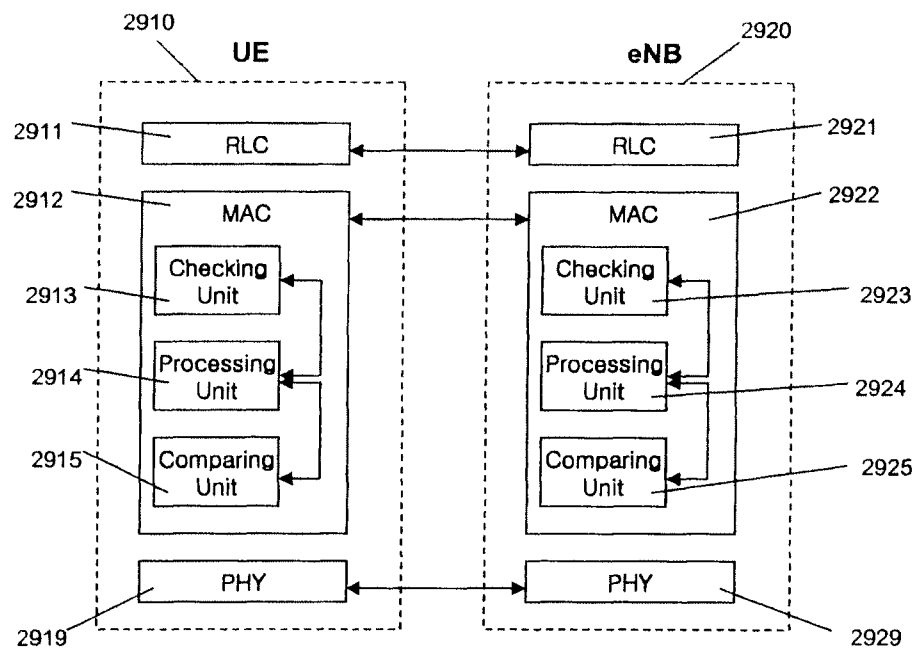 2910
UE
2920
eNB
2911
RLC
RLC
2921
2912
MAC
MAC
2922
Checking
Unit
2913
Checking
Unit
2923
Processing
Unit
2914
Processing
Unit
2924
Comparing
Unit
2915
Comparing
Unit
2925
PHY
2919
PHY
2929